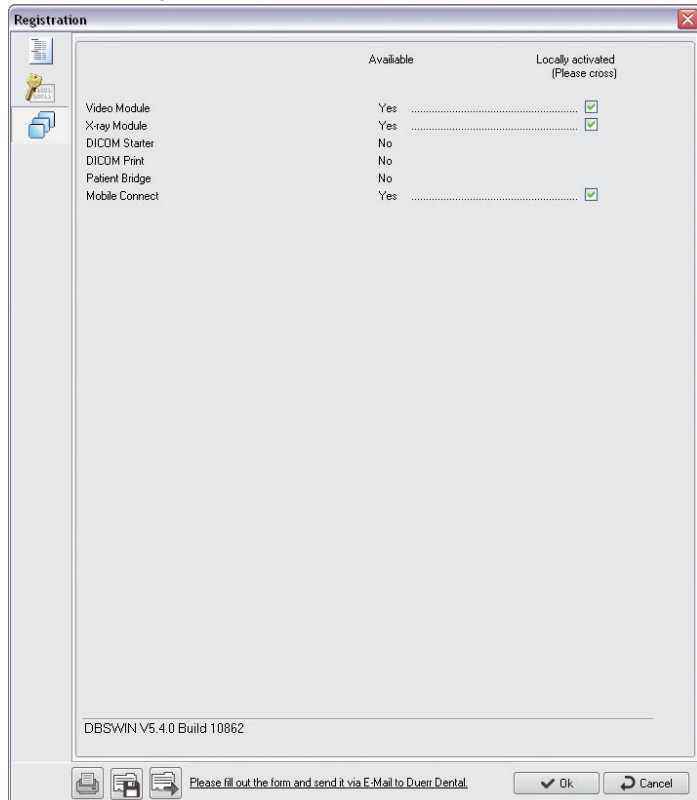 Registration
Availiable Locally activated
(Please cross)
Video Module Yes
X-ray Module Yes
DICOM Starter No
DICOM Print No
Patient Bridge No
Mobile Connect Yes
DBSWIN V5.4.0 Build 10862
Please fill out the form and send it via E-Mail to Duerr Dental. Ok Cancel